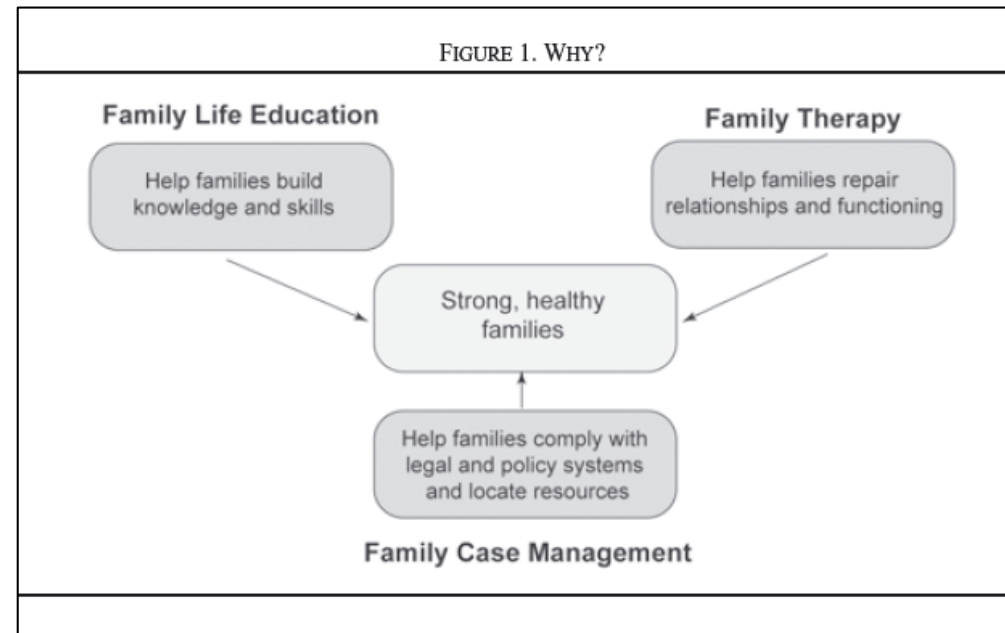 FIGURE 1. WHY?
Family Life Education
Help families build
knowledge and skills
Family Therapy
Help families repair
relationships and functioning
Strong, healthy
families
Help families comply with
legal and policy systems
and locate resources
Family Case Management